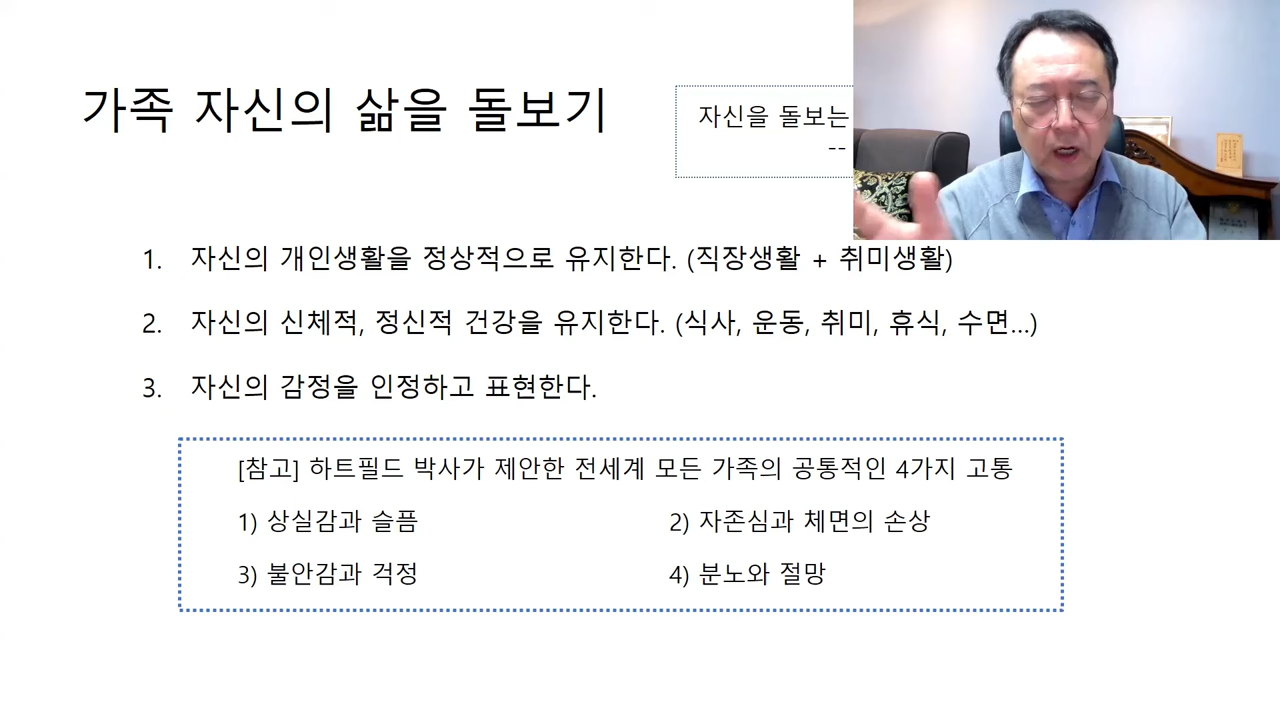 가족 자신의 삶을 돌보기
자신을 돌보는
--
1. 자신의 개인생활을 정상적으로 유지한다. (직장생활 + 취미생활)
2. 자신의 신체적, 정신적 건강을 유지한다. (식사, 운동, 취미, 휴식, 수면...)
3. 자신의 감정을 인정하고 표현한다.
[참고] 하트필드 박사가 제안한 전세계 모든 가족의 공통적인 4가지 고통
1) 상실감과 슬픔 2) 자존심과 체면의 손상
3) 불안감과 걱정 4) 분노와 절망